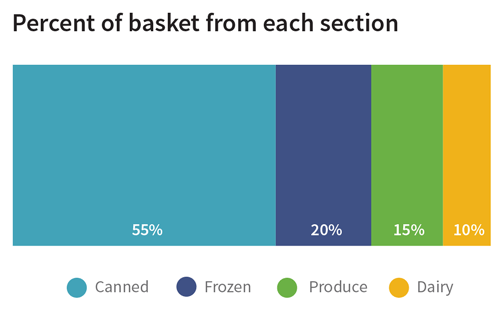 Percent of basket from each section
55% 20% 15% 10%
Canned Frozen Produce Dairy